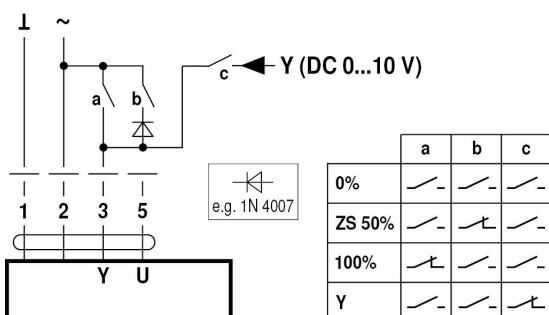 ⊥ ~
a b c Y (DC 0...10 V)
1 2 3 5
Y U
e.g. 1N 4007
a b c
0%
ZS 50%
100%
Y